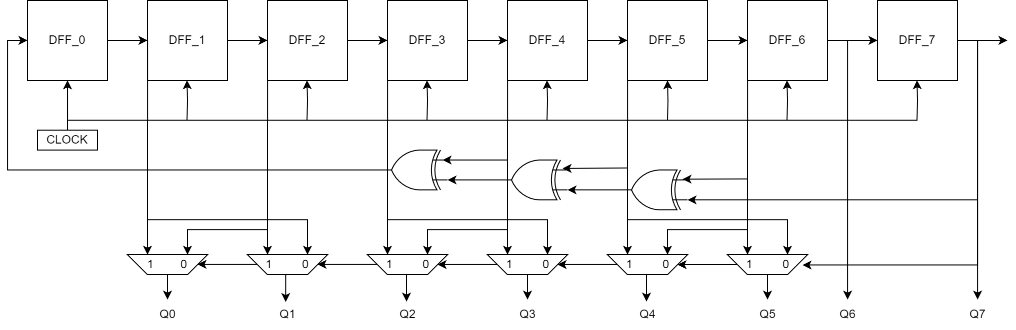 DFF_0 DFF_1 DFF_2 DFF_3 DFF_4 DFF_5 DFF_6 DFF_7
CLOCK
1 0 1 0 1 0 1 0 1 0 1 0
Q0 Q1 Q2 Q3 Q4 Q5 Q6 Q7